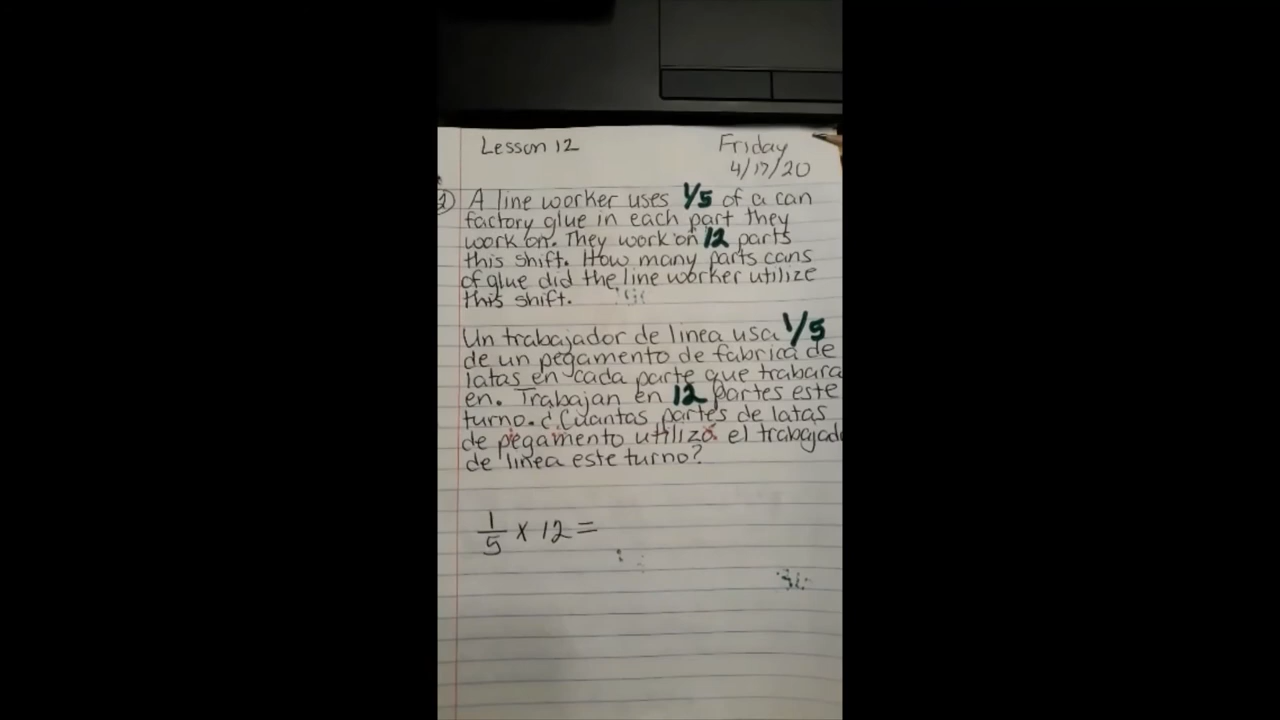 Lesson 12
Friday
4/17/20
A line worker uses 1/5 of a can
factory glue in each part they
work on. They work on 12 parts
this shift. How many parts cans
of glue did the line worker utilize
this shift.
Un trabajador de linea usa 1/5
de un pegamento de fabrica de
latas en cada parte que trabara
en. Trabajan en 12 partes este
turno. ¿Cuantas partes de latas
de pegamento utilizo el trabajad
de linea este turno?
1/5 x 12 =